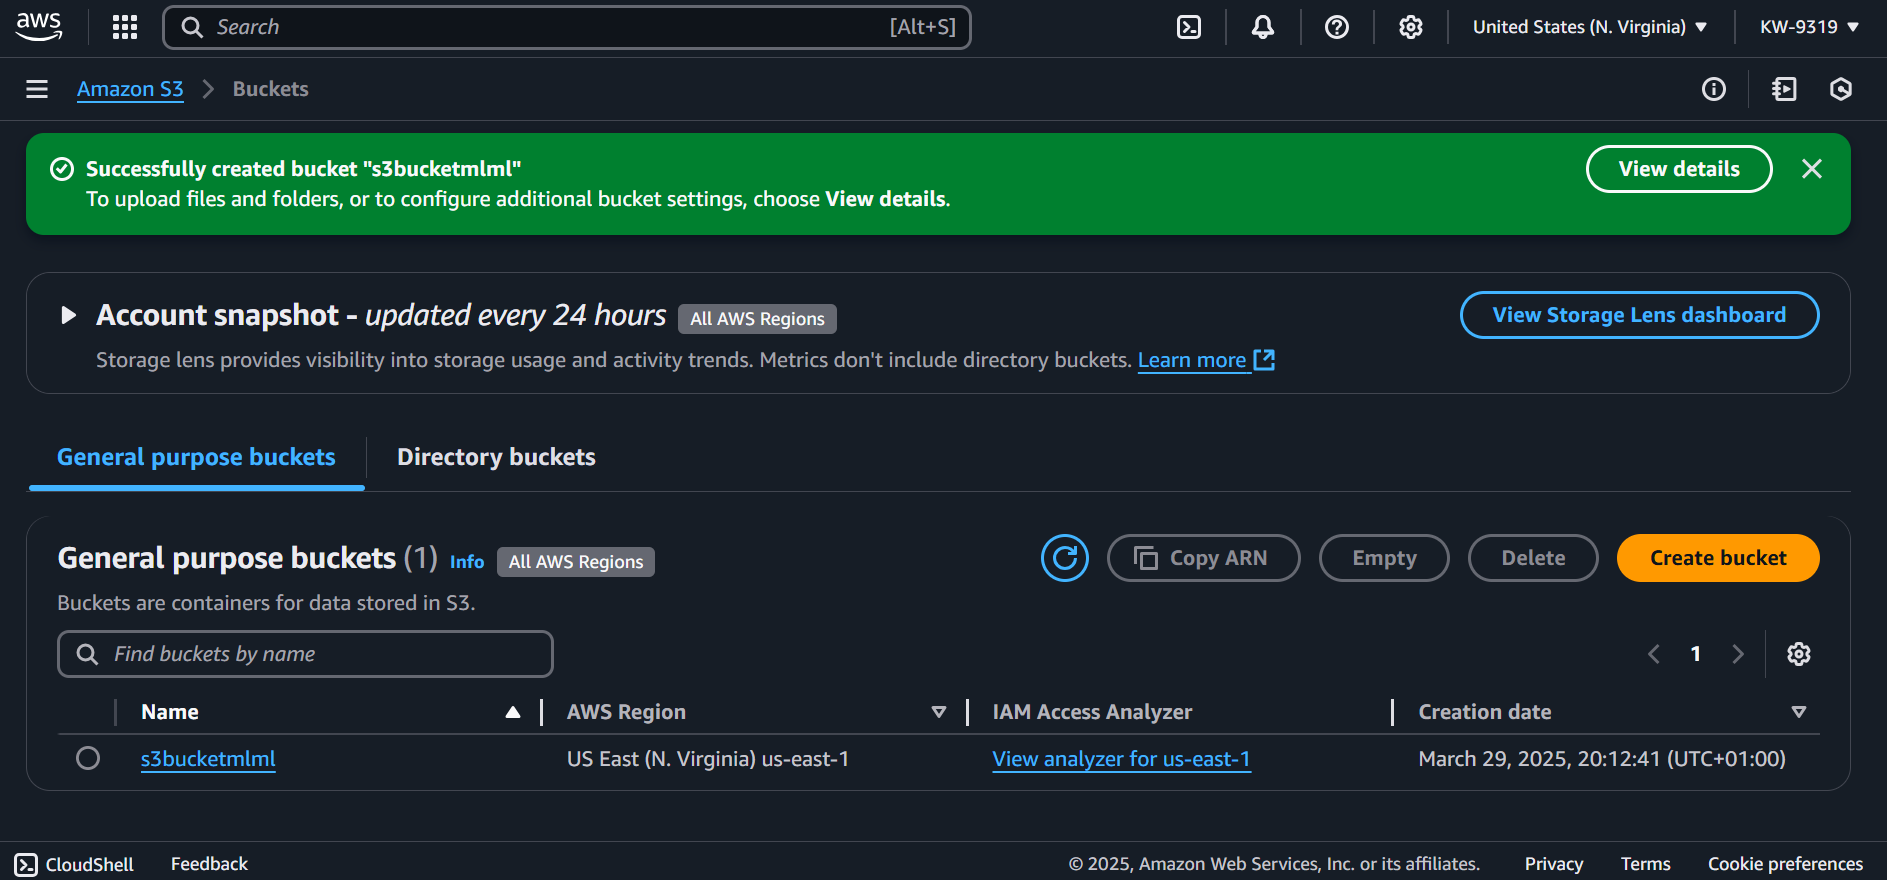 aws
Search [Alt+S]
United States (N. Virginia)
KW-9319
Amazon S3 Buckets
Successfully created bucket "s3bucketmlml"
To upload files and folders, or to configure additional bucket settings, choose View details.
View details
Account snapshot - updated every 24 hours All AWS Regions
View Storage Lens dashboard
Storage lens provides visibility into storage usage and activity trends. Metrics don't include directory buckets. Learn more
General purpose buckets
Directory buckets
General purpose buckets (1) Info All AWS Regions
Copy ARN
Empty
Delete
Create bucket
Buckets are containers for data stored in S3.
Find buckets by name
1
Name AWS Region IAM Access Analyzer Creation date
s3bucketmlml US East (N. Virginia) us-east-1 View analyzer for us-east-1 March 29, 2025, 20:12:41 (UTC+01:00)
CloudShell Feedback © 2025, Amazon Web Services, Inc. or its affiliates. Privacy Terms Cookie preferences